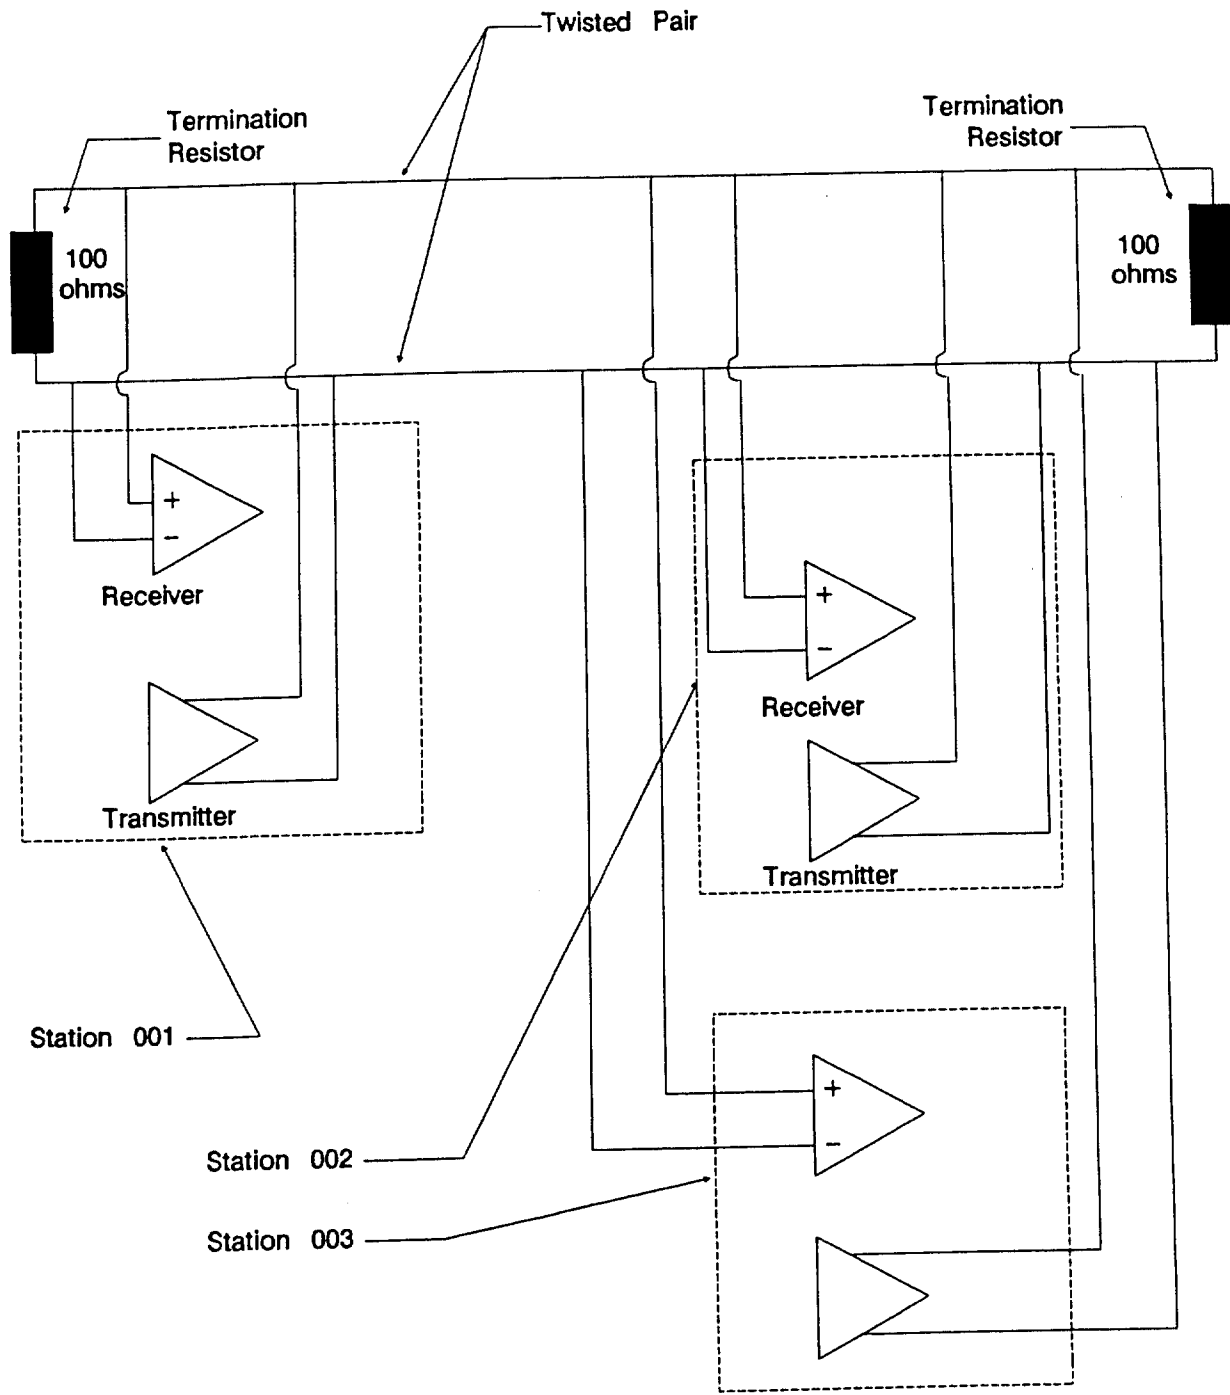 Twisted Pair
Termination
Resistor
Termination
Resistor
100
ohms
100
ohms
+
−
Receiver
Transmitter
+
−
Receiver
Transmitter
Station 001
+
−
Station 002
Station 003